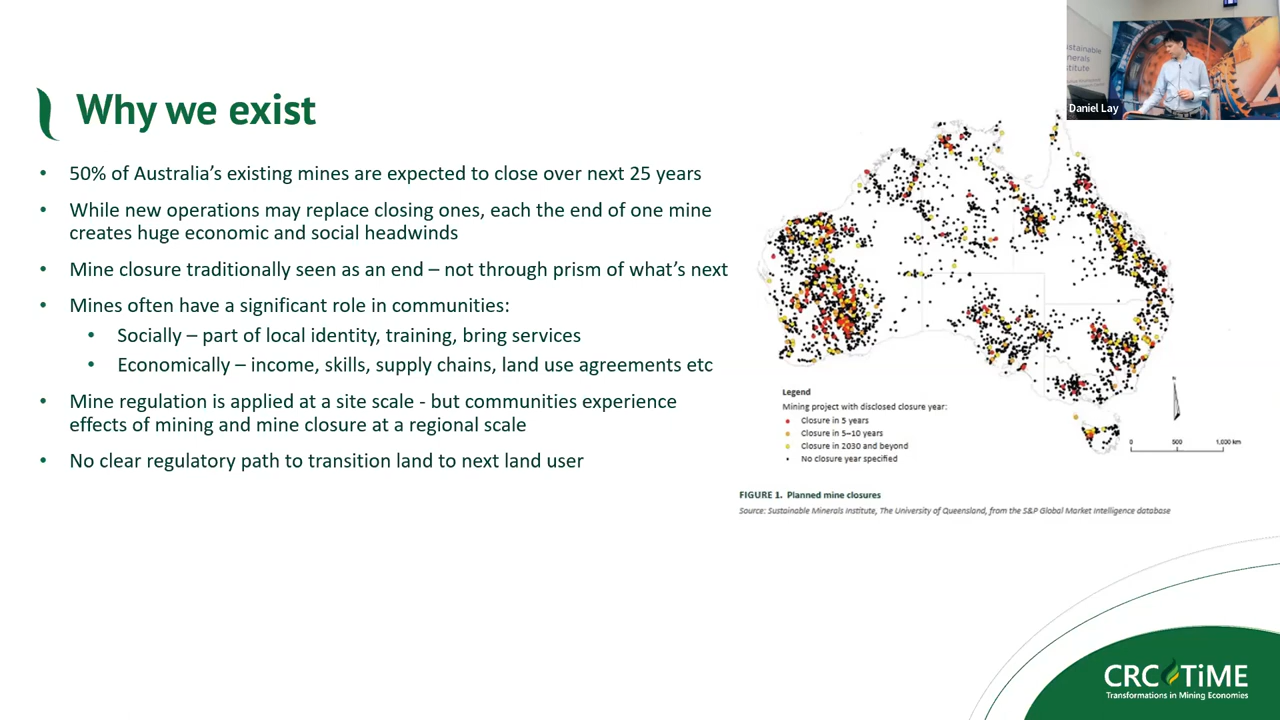 Why we exist
• 50% of Australia's existing mines are expected to close over next 25 years
• While new operations may replace closing ones, each the end of one mine
creates huge economic and social headwinds
• Mine closure traditionally seen as an end – not through prism of what's next
• Mines often have a significant role in communities:
• Socially – part of local identity, training, bring services
• Economically – income, skills, supply chains, land use agreements etc
• Mine regulation is applied at a site scale - but communities experience
effects of mining and mine closure at a regional scale
• No clear regulatory path to transition land to next land user
stainable
nerals
stitute
Daniel Lay
Legend
Mining project with disclosed closure year:
Closure in 5 years
Closure in 5–10 years
Closure in 2030 and beyond
No closure year specified
N
0 500 1,000 km
FIGURE 1. Planned mine closures
Source: Sustainable Minerals Institute, The University of Queensland, from the S&P Global Market Intelligence database
CRC TiME
Transformations in Mining Economies